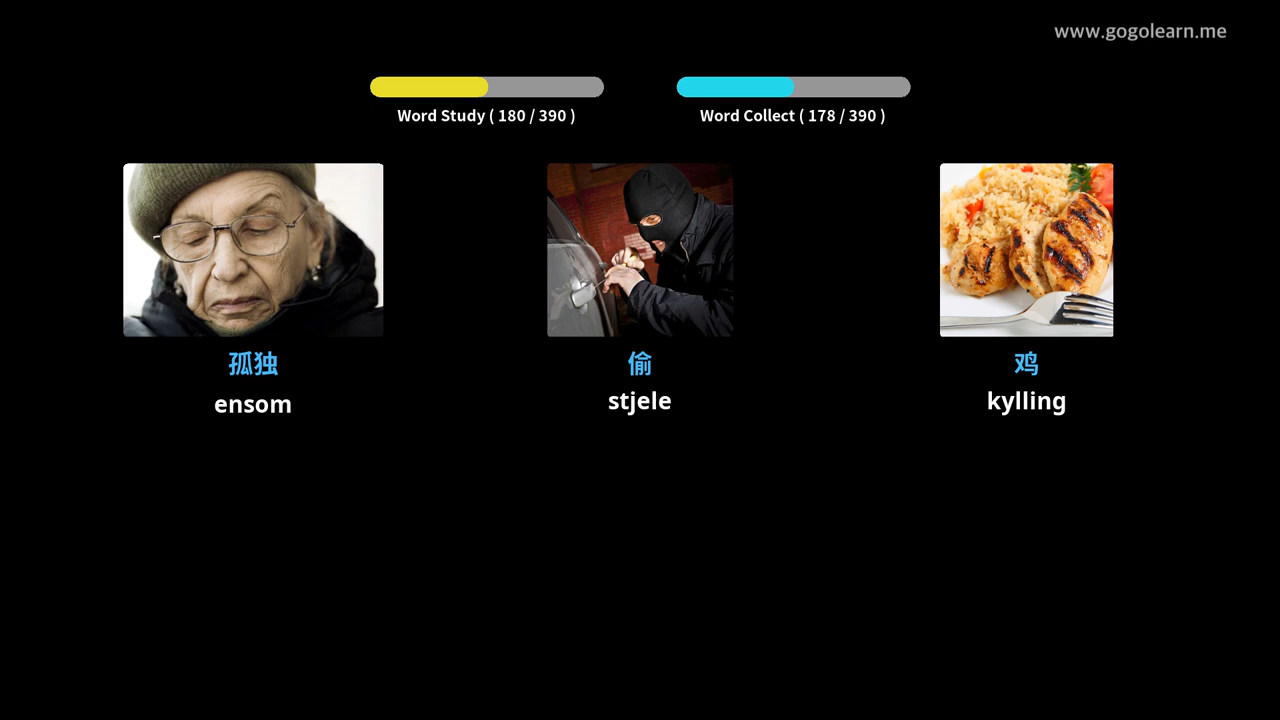 www.gogolearn.me
Word Study ( 180 / 390 )
Word Collect ( 178 / 390 )
孤独
ensom
偷
stjele
鸡
kylling